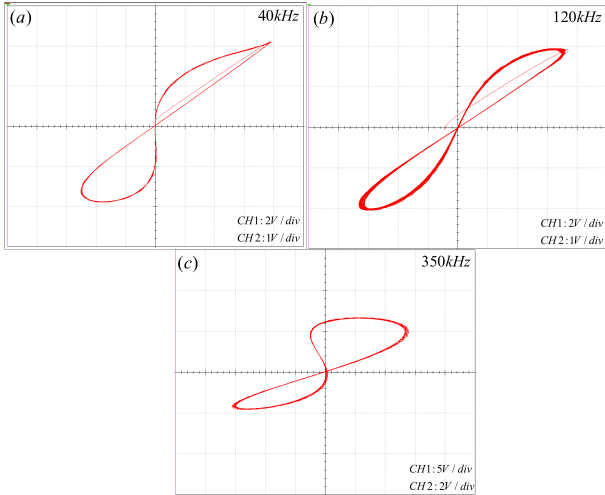 (a) 40kHz
CH1:2V / div
CH2:1V / div
(b) 120kHz
CH1:2V / div
CH2:1V / div
(c) 350kHz
CH1:5V / div
CH2:2V / div